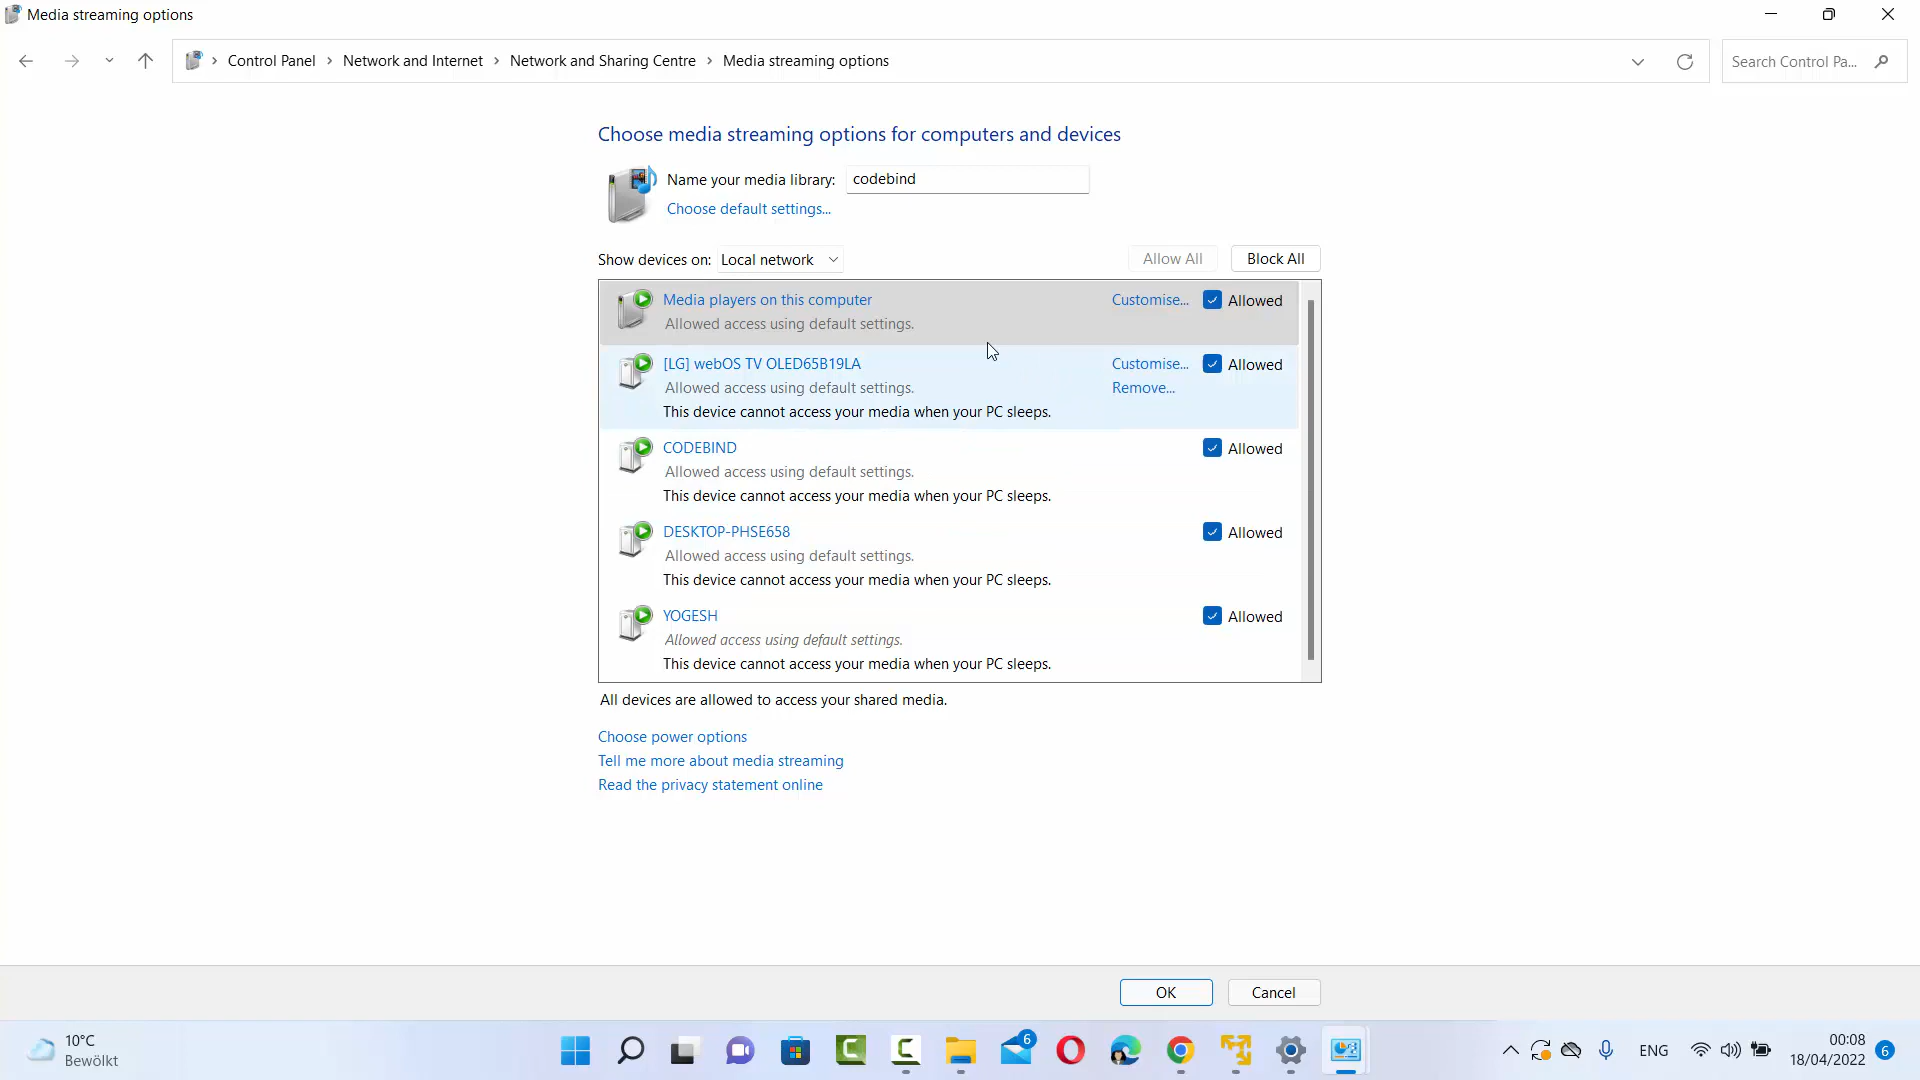 Media streaming options
Control Panel > Network and Internet > Network and Sharing Centre > Media streaming options
Search Control Pa...
Choose media streaming options for computers and devices
Name your media library: codebind
Choose default settings...
Show devices on: Local network
Allow All Block All
Media players on this computer Customise... Allowed
Allowed access using default settings.
[LG] webOS TV OLED65B19LA Customise... Allowed
Allowed access using default settings. Remove...
This device cannot access your media when your PC sleeps.
CODEBIND Allowed
Allowed access using default settings.
This device cannot access your media when your PC sleeps.
DESKTOP-PHSE658 Allowed
Allowed access using default settings.
This device cannot access your media when your PC sleeps.
YOGESH Allowed
Allowed access using default settings.
This device cannot access your media when your PC sleeps.
All devices are allowed to access your shared media.
Choose power options
Tell me more about media streaming
Read the privacy statement online
OK Cancel
10°C
Bewölkt
6
ENG
00:08
18/04/2022
6